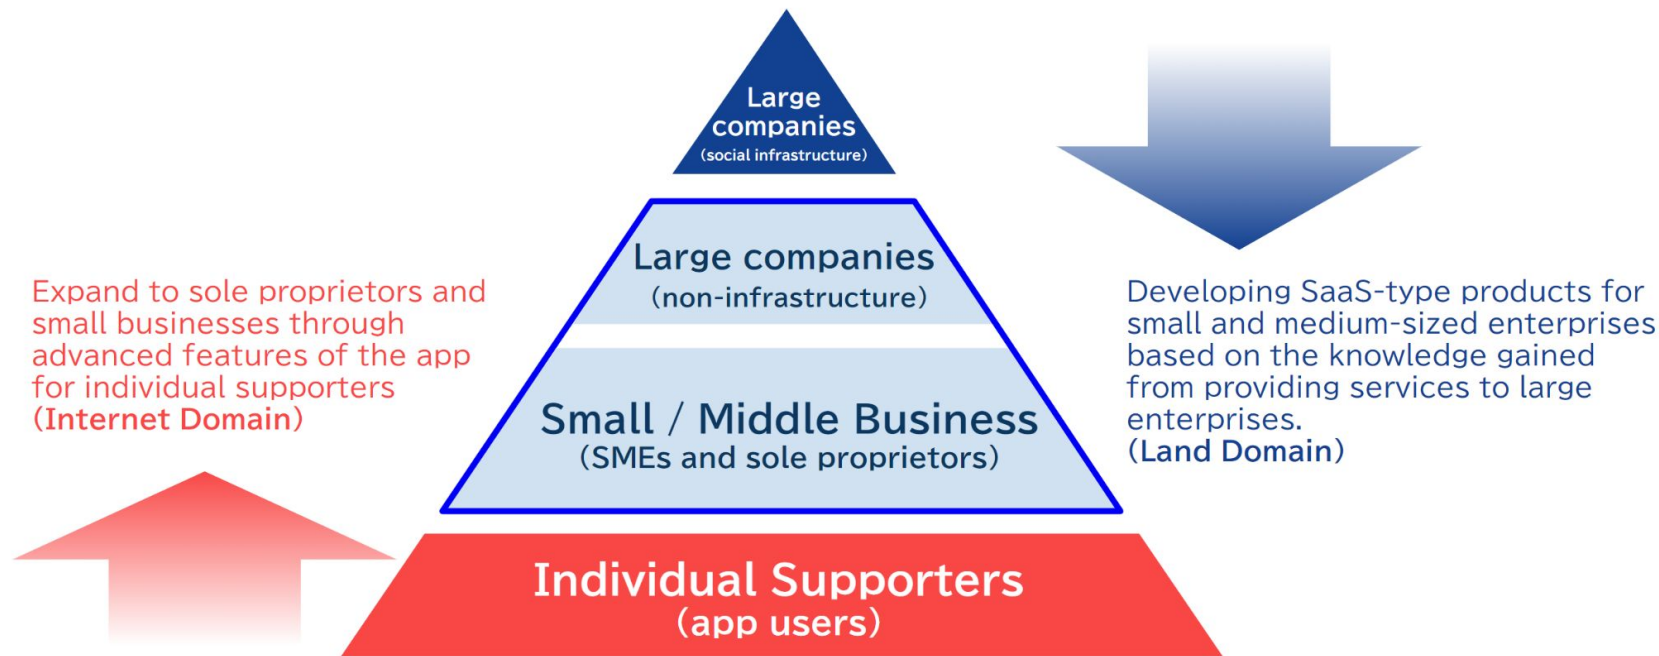 Large
companies
(social infrastructure)
Large companies
(non-infrastructure)
Small / Middle Business
(SMEs and sole proprietors)
Individual Supporters
(app users)
Expand to sole proprietors and
small businesses through
advanced features of the app
for individual supporters
(Internet Domain)
Developing SaaS-type products for
small and medium-sized enterprises
based on the knowledge gained
from providing services to large
enterprises.
(Land Domain)